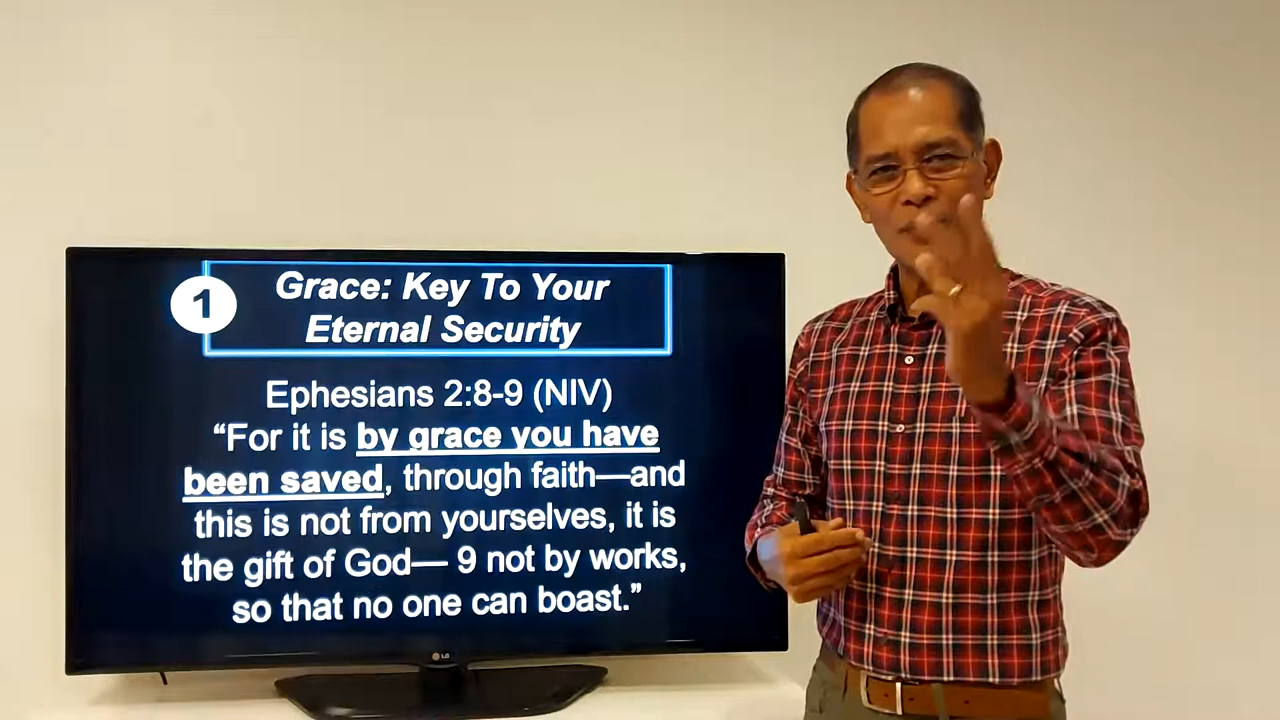 1
Grace: Key To Your
Eternal Security
Ephesians 2:8-9 (NIV)
“For it is by grace you have
been saved, through faith—and
this is not from yourselves, it is
the gift of God— 9 not by works,
so that no one can boast.”
LG